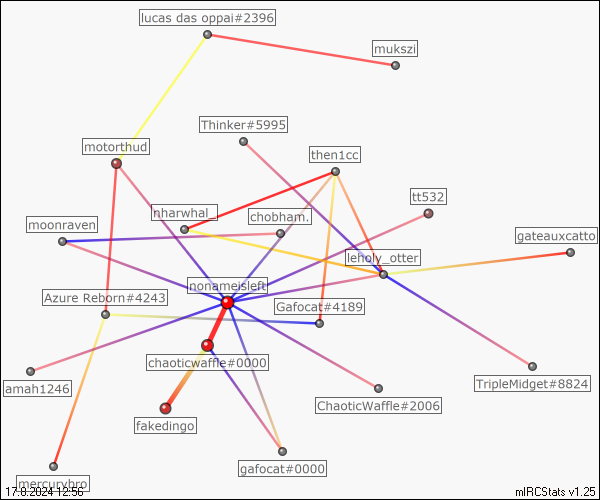 lucas das oppai#2396
mukszi
Thinker#5995
motorthud
then1cc
tt532
nharwhal_
chobham.
moonraven
gateauxcatto
leholy_otter
nonameisleft
Azure Reborn#4243
Gafocat#4189
chaoticwaffle#0000
amah1246
TripleMidget#8824
ChaoticWaffle#2006
fakedingo
gafocat#0000
mercurybro
17.8.2024 12:56
mIRCStats v1.25